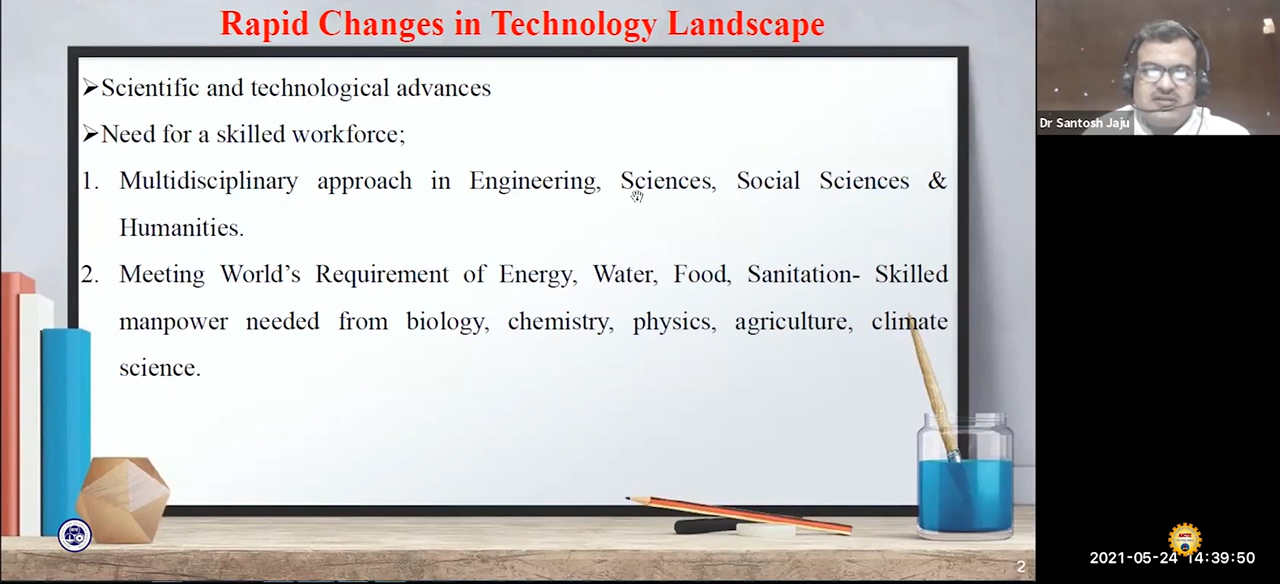 Rapid Changes in Technology Landscape
➢Scientific and technological advances
➢Need for a skilled workforce;
1. Multidisciplinary approach in Engineering, Sciences, Social Sciences &
Humanities.
2. Meeting World’s Requirement of Energy, Water, Food, Sanitation- Skilled
manpower needed from biology, chemistry, physics, agriculture, climate
science.
2
Dr Santosh Jaju
AICTE
2021-05-24 14:39:50